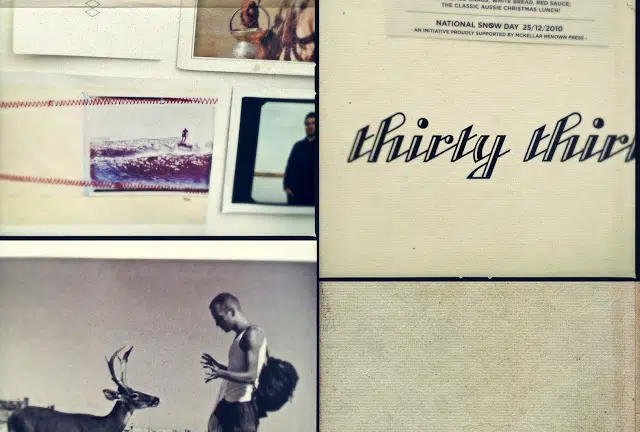 WHITE BREAD, RED SAUCE;
THE CLASSIC AUSSIE CHRISTMAS LUNCH!
NATIONAL SNOW DAY 25/12/2010
- AN INITIATIVE PROUDLY SUPPORTED BY MCKELLAR RENOWN PRESS -
thirty thir